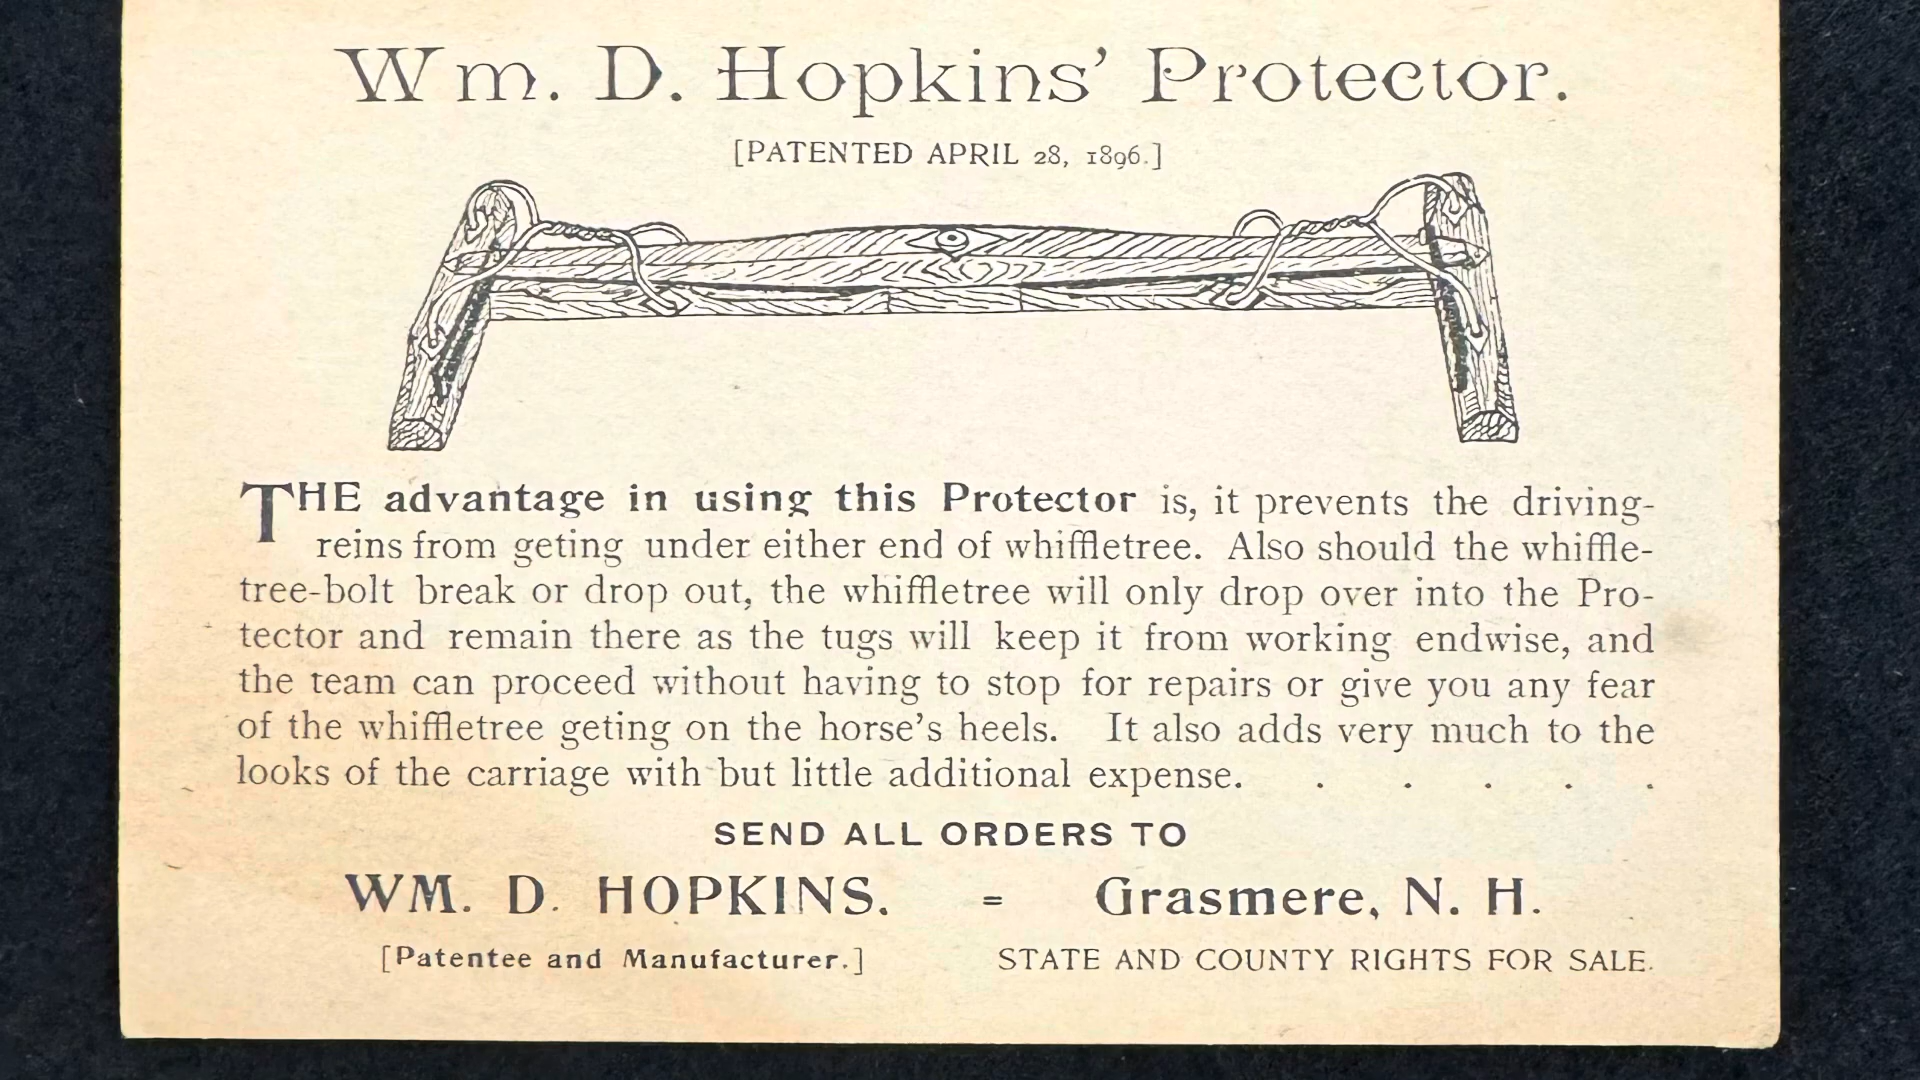 Wm. D. Hopkins' Protector.
[PATENTED APRIL 28, 1896.]
THE advantage in using this Protector is, it prevents the driving-
reins from geting under either end of whiffletree. Also should the whiffle-
tree-bolt break or drop out, the whiffletree will only drop over into the Pro-
tector and remain there as the tugs will keep it from working endwise, and
the team can proceed without having to stop for repairs or give you any fear
of the whiffletree geting on the horse's heels. It also adds very much to the
looks of the carriage with but little additional expense. . . . . .
SEND ALL ORDERS TO
WM. D. HOPKINS. = Grasmere, N. H.
[Patentee and Manufacturer.] STATE AND COUNTY RIGHTS FOR SALE.